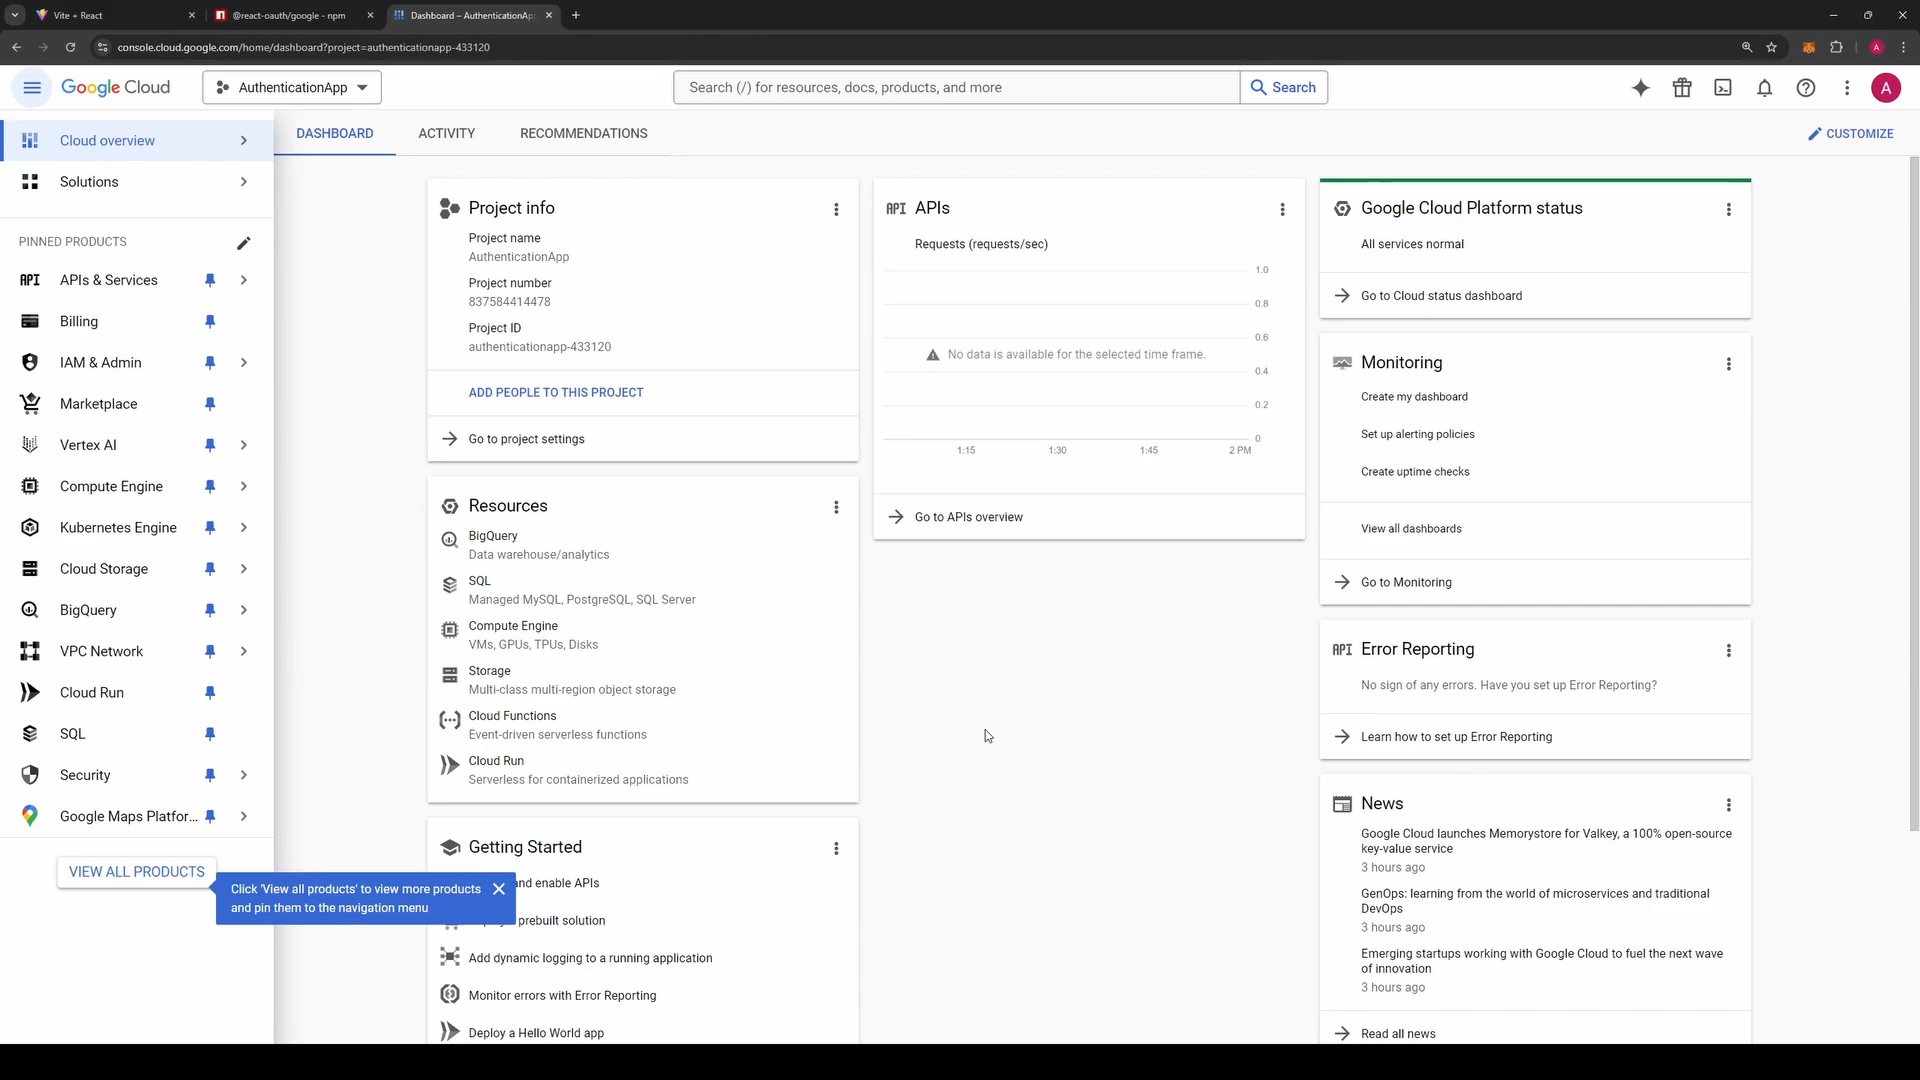 Vite + React
@react-oauth/google - npm
Dashboard – AuthenticationApp
console.cloud.google.com/home/dashboard?project=authenticationapp-433120
A
Google Cloud
AuthenticationApp
Search (/) for resources, docs, products, and more
Search
A
Cloud overview
Solutions
PINNED PRODUCTS
API APIs & Services
Billing
IAM & Admin
Marketplace
Vertex AI
Compute Engine
Kubernetes Engine
Cloud Storage
BigQuery
VPC Network
Cloud Run
SQL
Security
Google Maps Platfor...
VIEW ALL PRODUCTS
Click 'View all products' to view more products
and pin them to the navigation menu
DASHBOARD
ACTIVITY
RECOMMENDATIONS
CUSTOMIZE
Project info
Project name
AuthenticationApp
Project number
837584414478
Project ID
authenticationapp-433120
ADD PEOPLE TO THIS PROJECT
Go to project settings
Resources
BigQuery
Data warehouse/analytics
SQL
Managed MySQL, PostgreSQL, SQL Server
Compute Engine
VMs, GPUs, TPUs, Disks
Storage
Multi-class multi-region object storage
Cloud Functions
Event-driven serverless functions
Cloud Run
Serverless for containerized applications
Getting Started
and enable APIs
prebuilt solution
Add dynamic logging to a running application
Monitor errors with Error Reporting
Deploy a Hello World app
API APIs
Requests (requests/sec)
1.0
0.8
0.6
No data is available for the selected time frame.
0.4
0.2
0
1:15
1:30
1:45
2 PM
Go to APIs overview
Google Cloud Platform status
All services normal
Go to Cloud status dashboard
Monitoring
Create my dashboard
Set up alerting policies
Create uptime checks
View all dashboards
Go to Monitoring
API Error Reporting
No sign of any errors. Have you set up Error Reporting?
Learn how to set up Error Reporting
News
Google Cloud launches Memorystore for Valkey, a 100% open-source
key-value service
3 hours ago
GenOps: learning from the world of microservices and traditional
DevOps
3 hours ago
Emerging startups working with Google Cloud to fuel the next wave
of innovation
3 hours ago
Read all news